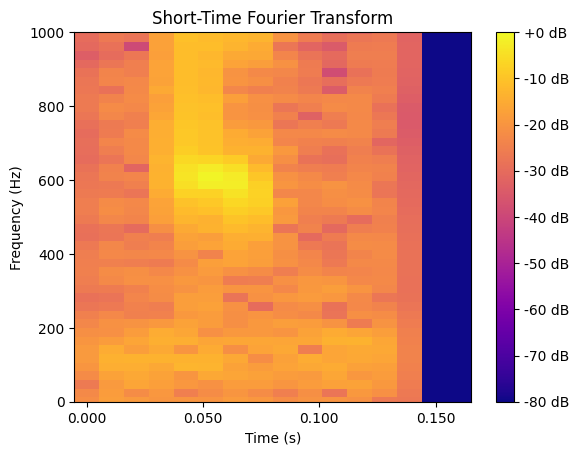 Short-Time Fourier Transform
Frequency (Hz)
1000
800
600
400
200
0
0.000
0.050
0.100
0.150
Time (s)
+0 dB
-10 dB
-20 dB
-30 dB
-40 dB
-50 dB
-60 dB
-70 dB
-80 dB